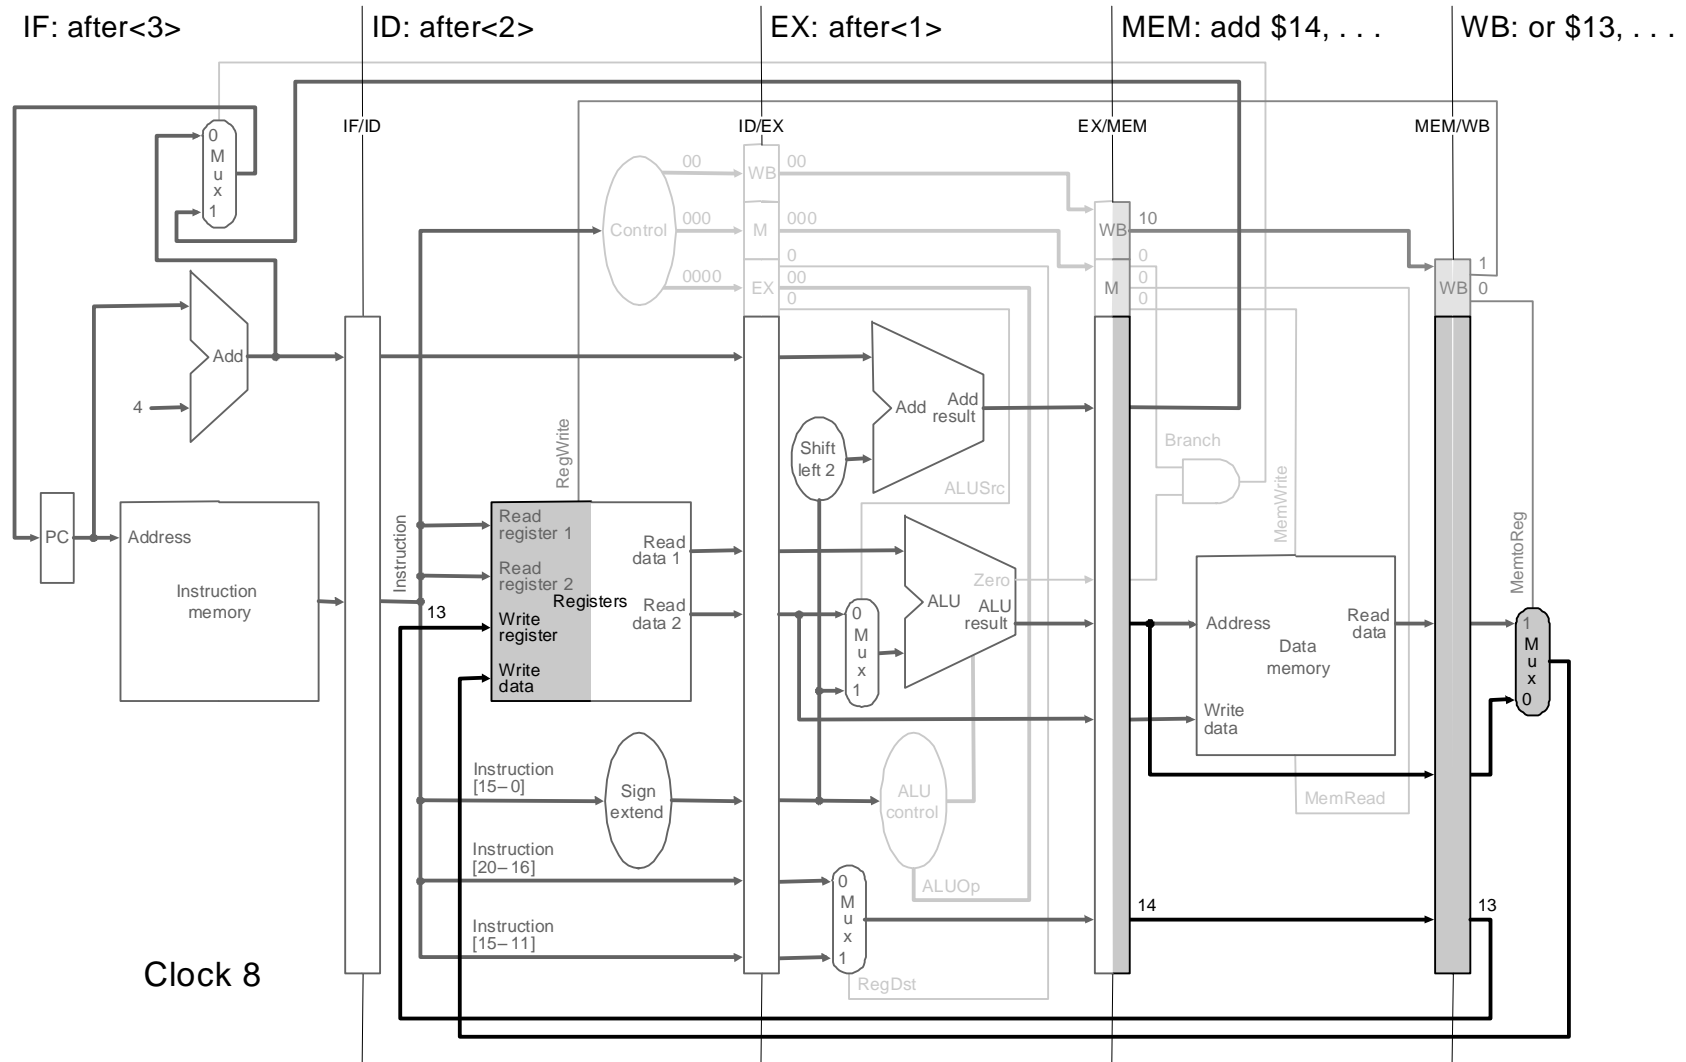 IF: after<3>
ID: after<2>
EX: after<1>
MEM: add $14, . . .
WB: or $13, . . .
IF/ID
ID/EX
EX/MEM
MEM/WB
0
M
u
x
1
Control
00
000
0000
WB
M
EX
00
000
0
00
0
WB
M
10
0
0
0
WB
1
0
Add
4
RegWrite
Shift
left 2
Add
Add
result
ALUSrc
Branch
MemWrite
MemtoReg
PC
Address
Instruction
memory
Instruction
13
Read
register 1
Read
register 2
Registers
Write
register
Write
data
Read
data 1
Read
data 2
0
M
u
x
1
Zero
ALU
ALU
result
Address
Data
memory
Read
data
Write
data
1
M
u
x
0
Instruction
[15–0]
Sign
extend
ALU
control
MemRead
Instruction
[20–16]
ALUOp
0
M
u
x
1
14
13
Instruction
[15–11]
RegDst
Clock 8